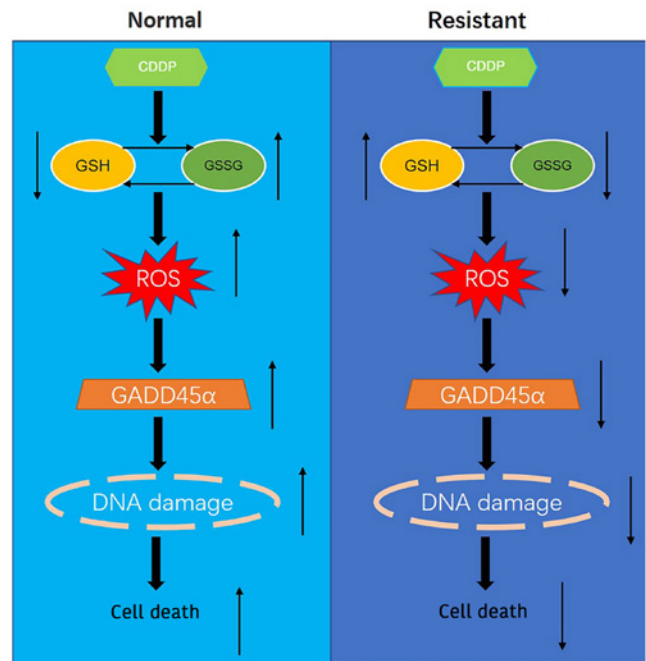 Normal
CDDP
GSH
GSSG
ROS
GADD45α
DNA damage
Cell death
Resistant
CDDP
GSH
GSSG
ROS
GADD45α
DNA damage
Cell death